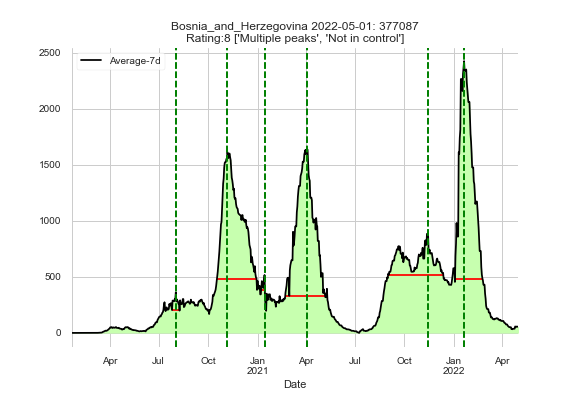 Bosnia_and_Herzegovina 2022-05-01: 377087
Rating:8 ['Multiple peaks', 'Not in control']
Average-7d
2500
2000
1500
1000
500
0
Apr Jul Oct Jan Apr Jul Oct Jan Apr
2021 2022
Date